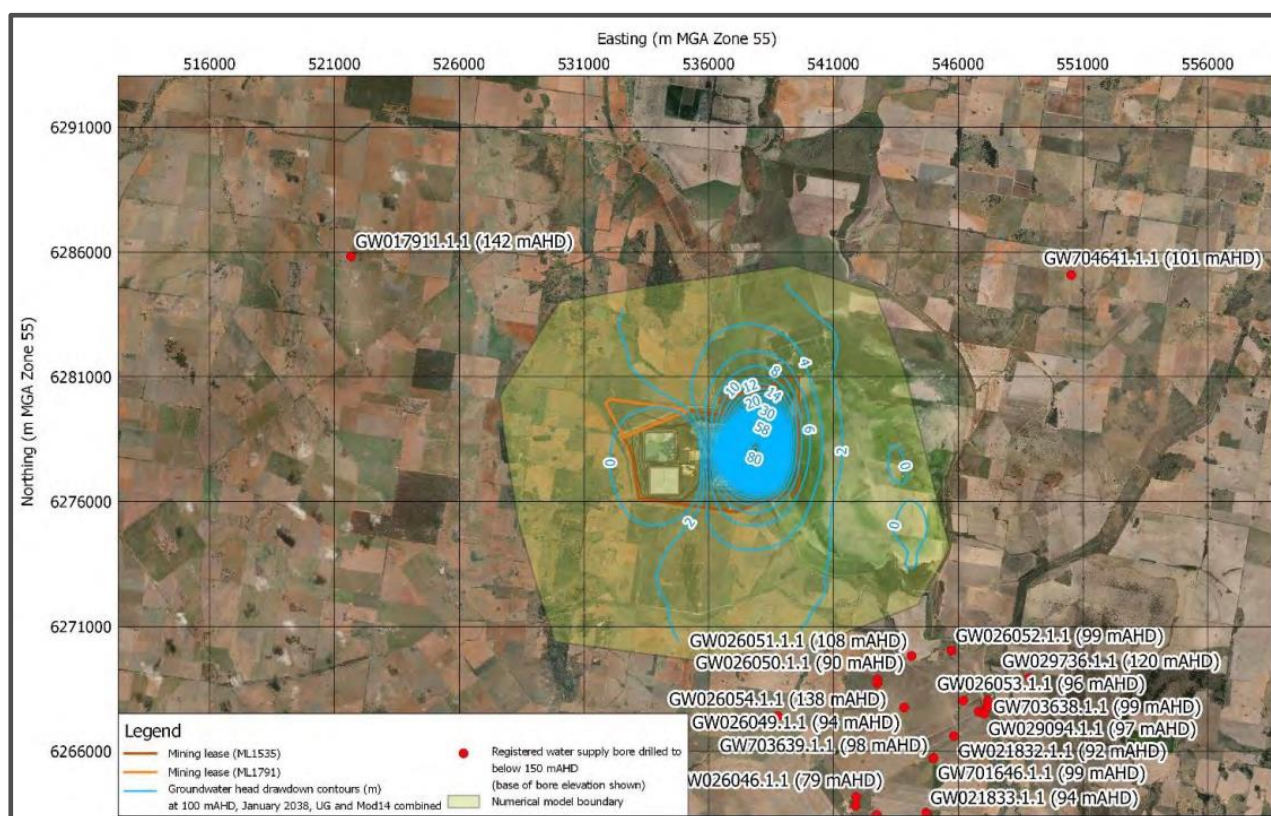 Easting (m MGA Zone 55)
516000 521000 526000 531000 536000 541000 546000 551000 556000
Northing (m MGA Zone 55)
6291000
6286000
6281000
6276000
6271000
6266000
GW017911.1.1 (142 mAHD)
GW704641.1.1 (101 mAHD)
4
8
10 12 14
20 30
58
80
6
2
0
0
0
2
GW026051.1.1 (108 mAHD)
GW026052.1.1 (99 mAHD)
GW026050.1.1 (90 mAHD)
GW029736.1.1 (120 mAHD)
GW026053.1.1 (96 mAHD)
GW026054.1.1 (138 mAHD)
GW703638.1.1 (99 mAHD)
GW026049.1.1 (94 mAHD)
GW029094.1.1 (97 mAHD)
GW703639.1.1 (98 mAHD)
GW021832.1.1 (92 mAHD)
W026046.1.1 (79 mAHD)
GW701646.1.1 (99 mAHD)
GW021833.1.1 (94 mAHD)
Legend
Mining lease (ML1535)
Mining lease (ML1791)
Groundwater head drawdown contours (m)
at 100 mAHD, January 2038, UG and Mod14 combined
Registered water supply bore drilled to
below 150 mAHD
(base of bore elevation shown)
Numerical model boundary